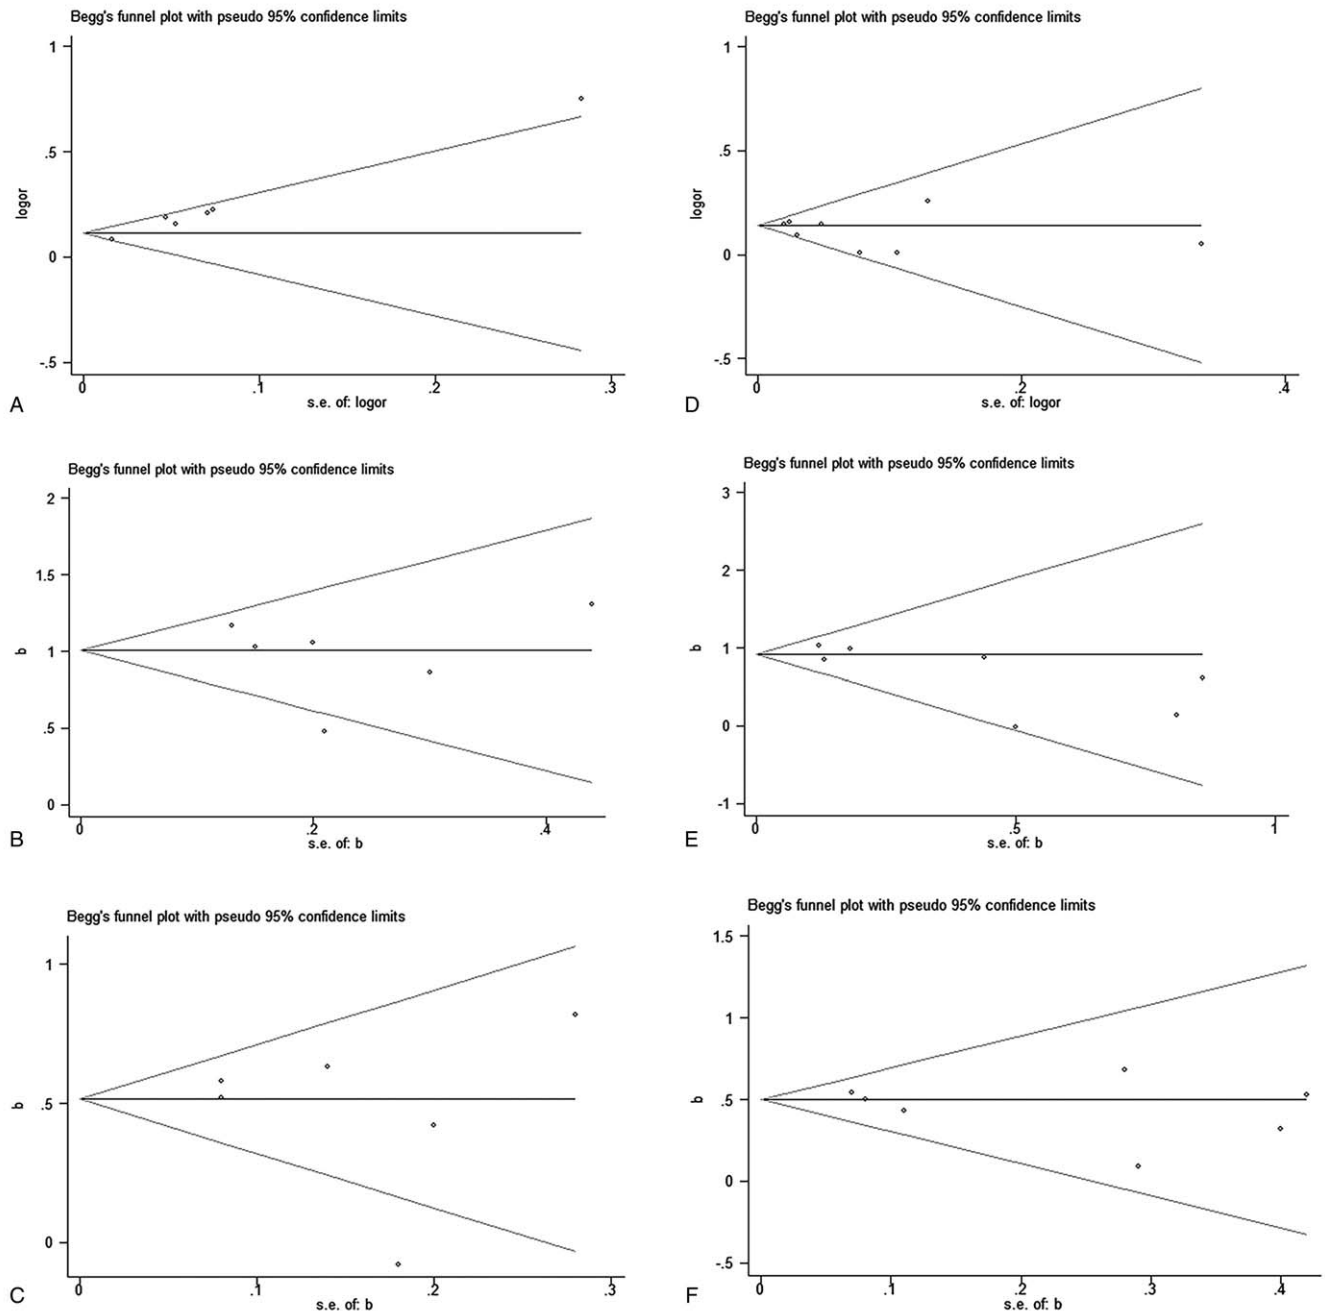 Begg's funnel plot with pseudo 95% confidence limits
1
.5
0
-.5
logor
0 .1 .2 .3
s.e. of: logor
A
Begg's funnel plot with pseudo 95% confidence limits
1
.5
0
-.5
logor
0 .2 .4
s.e. of: logor
D
Begg's funnel plot with pseudo 95% confidence limits
2
1.5
1
.5
0
b
0 .2 .4
s.e. of: b
B
Begg's funnel plot with pseudo 95% confidence limits
3
2
1
0
-1
b
0 .5 1
s.e. of: b
E
Begg's funnel plot with pseudo 95% confidence limits
1
.5
0
b
0 .1 .2 .3
s.e. of: b
C
Begg's funnel plot with pseudo 95% confidence limits
1.5
1
.5
0
-.5
b
0 .1 .2 .3 .4
s.e. of: b
F